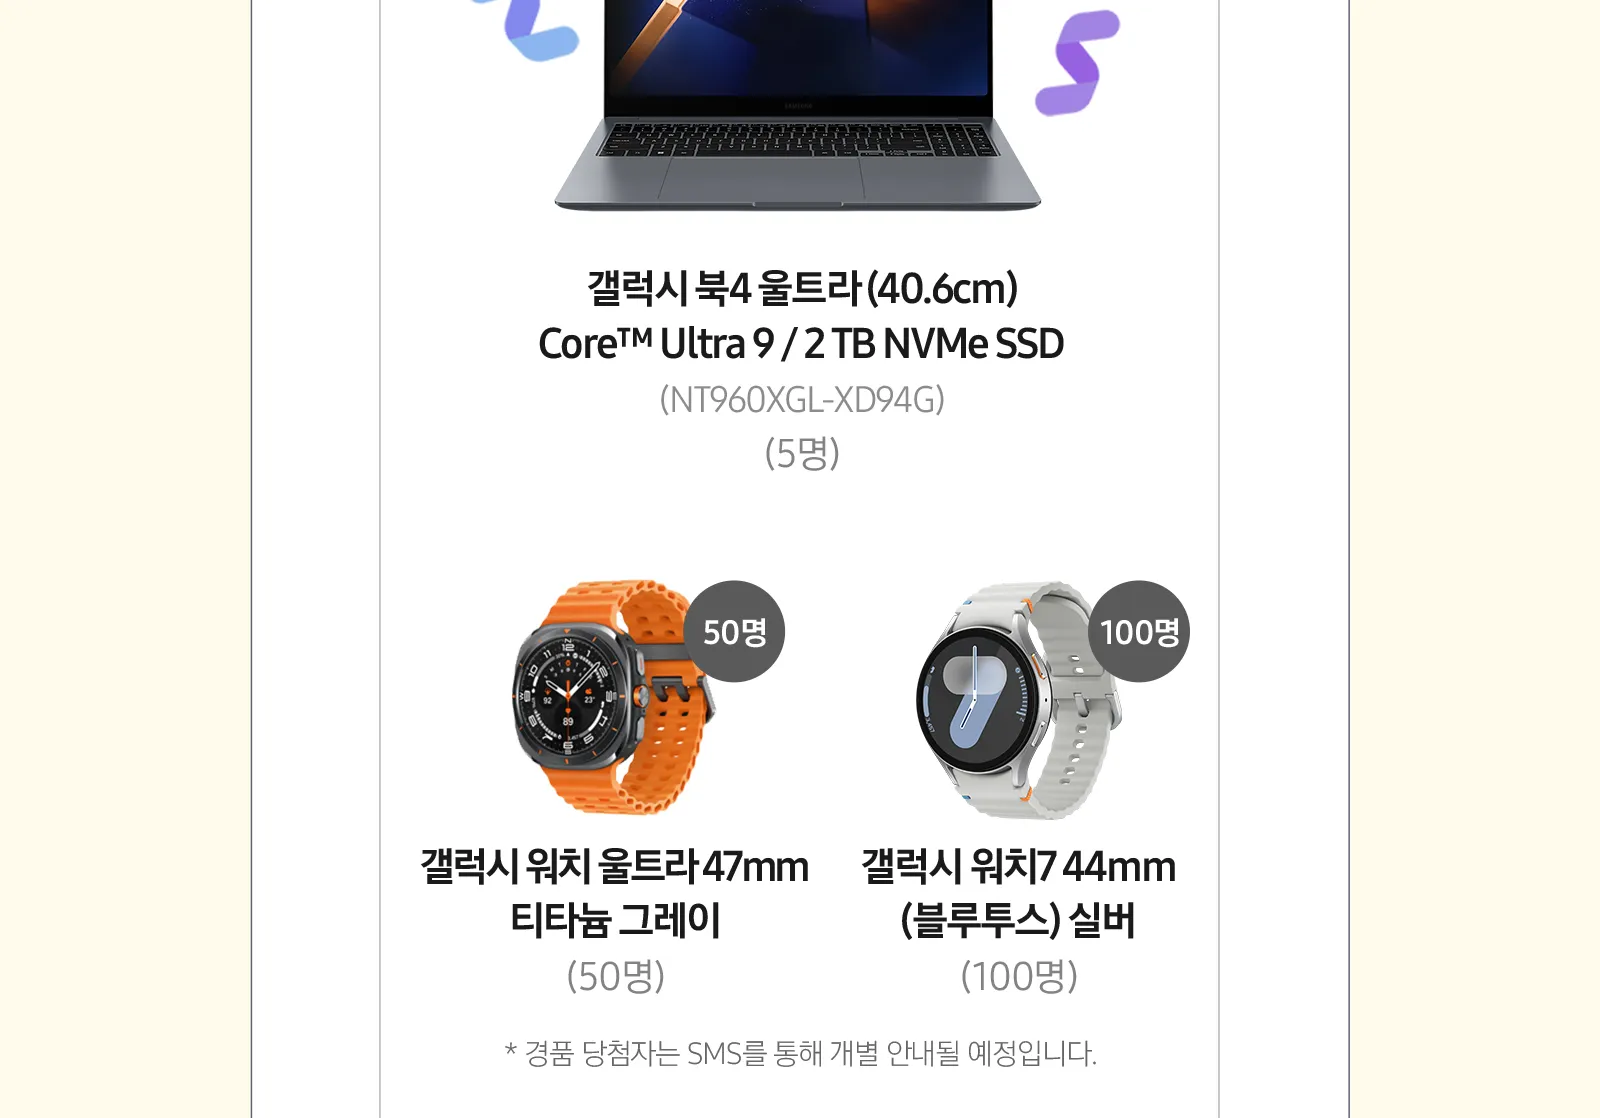 SAMSUNG
갤럭시 북4 울트라 (40.6cm)
Core™ Ultra 9 / 2 TB NVMe SSD
(NT960XGL-XD94G)
(5명)
50명
100명
갤럭시 워치 울트라 47mm
티타늄 그레이
(50명)
갤럭시 워치7 44mm
(블루투스) 실버
(100명)
* 경품 당첨자는 SMS를 통해 개별 안내될 예정입니다.